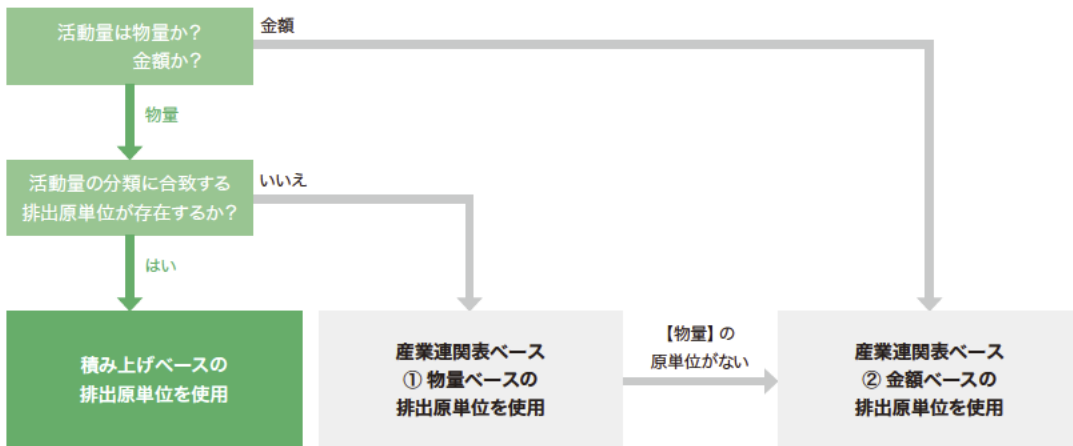 活動量は物量か？
金額か？
金額
物量
活動量の分類に合致する
排出原単位が存在するか？
いいえ
はい
積み上げベースの
排出原単位を使用
産業連関表ベース
① 物量ベースの
排出原単位を使用
【物量】の
原単位がない
産業連関表ベース
② 金額ベースの
排出原単位を使用